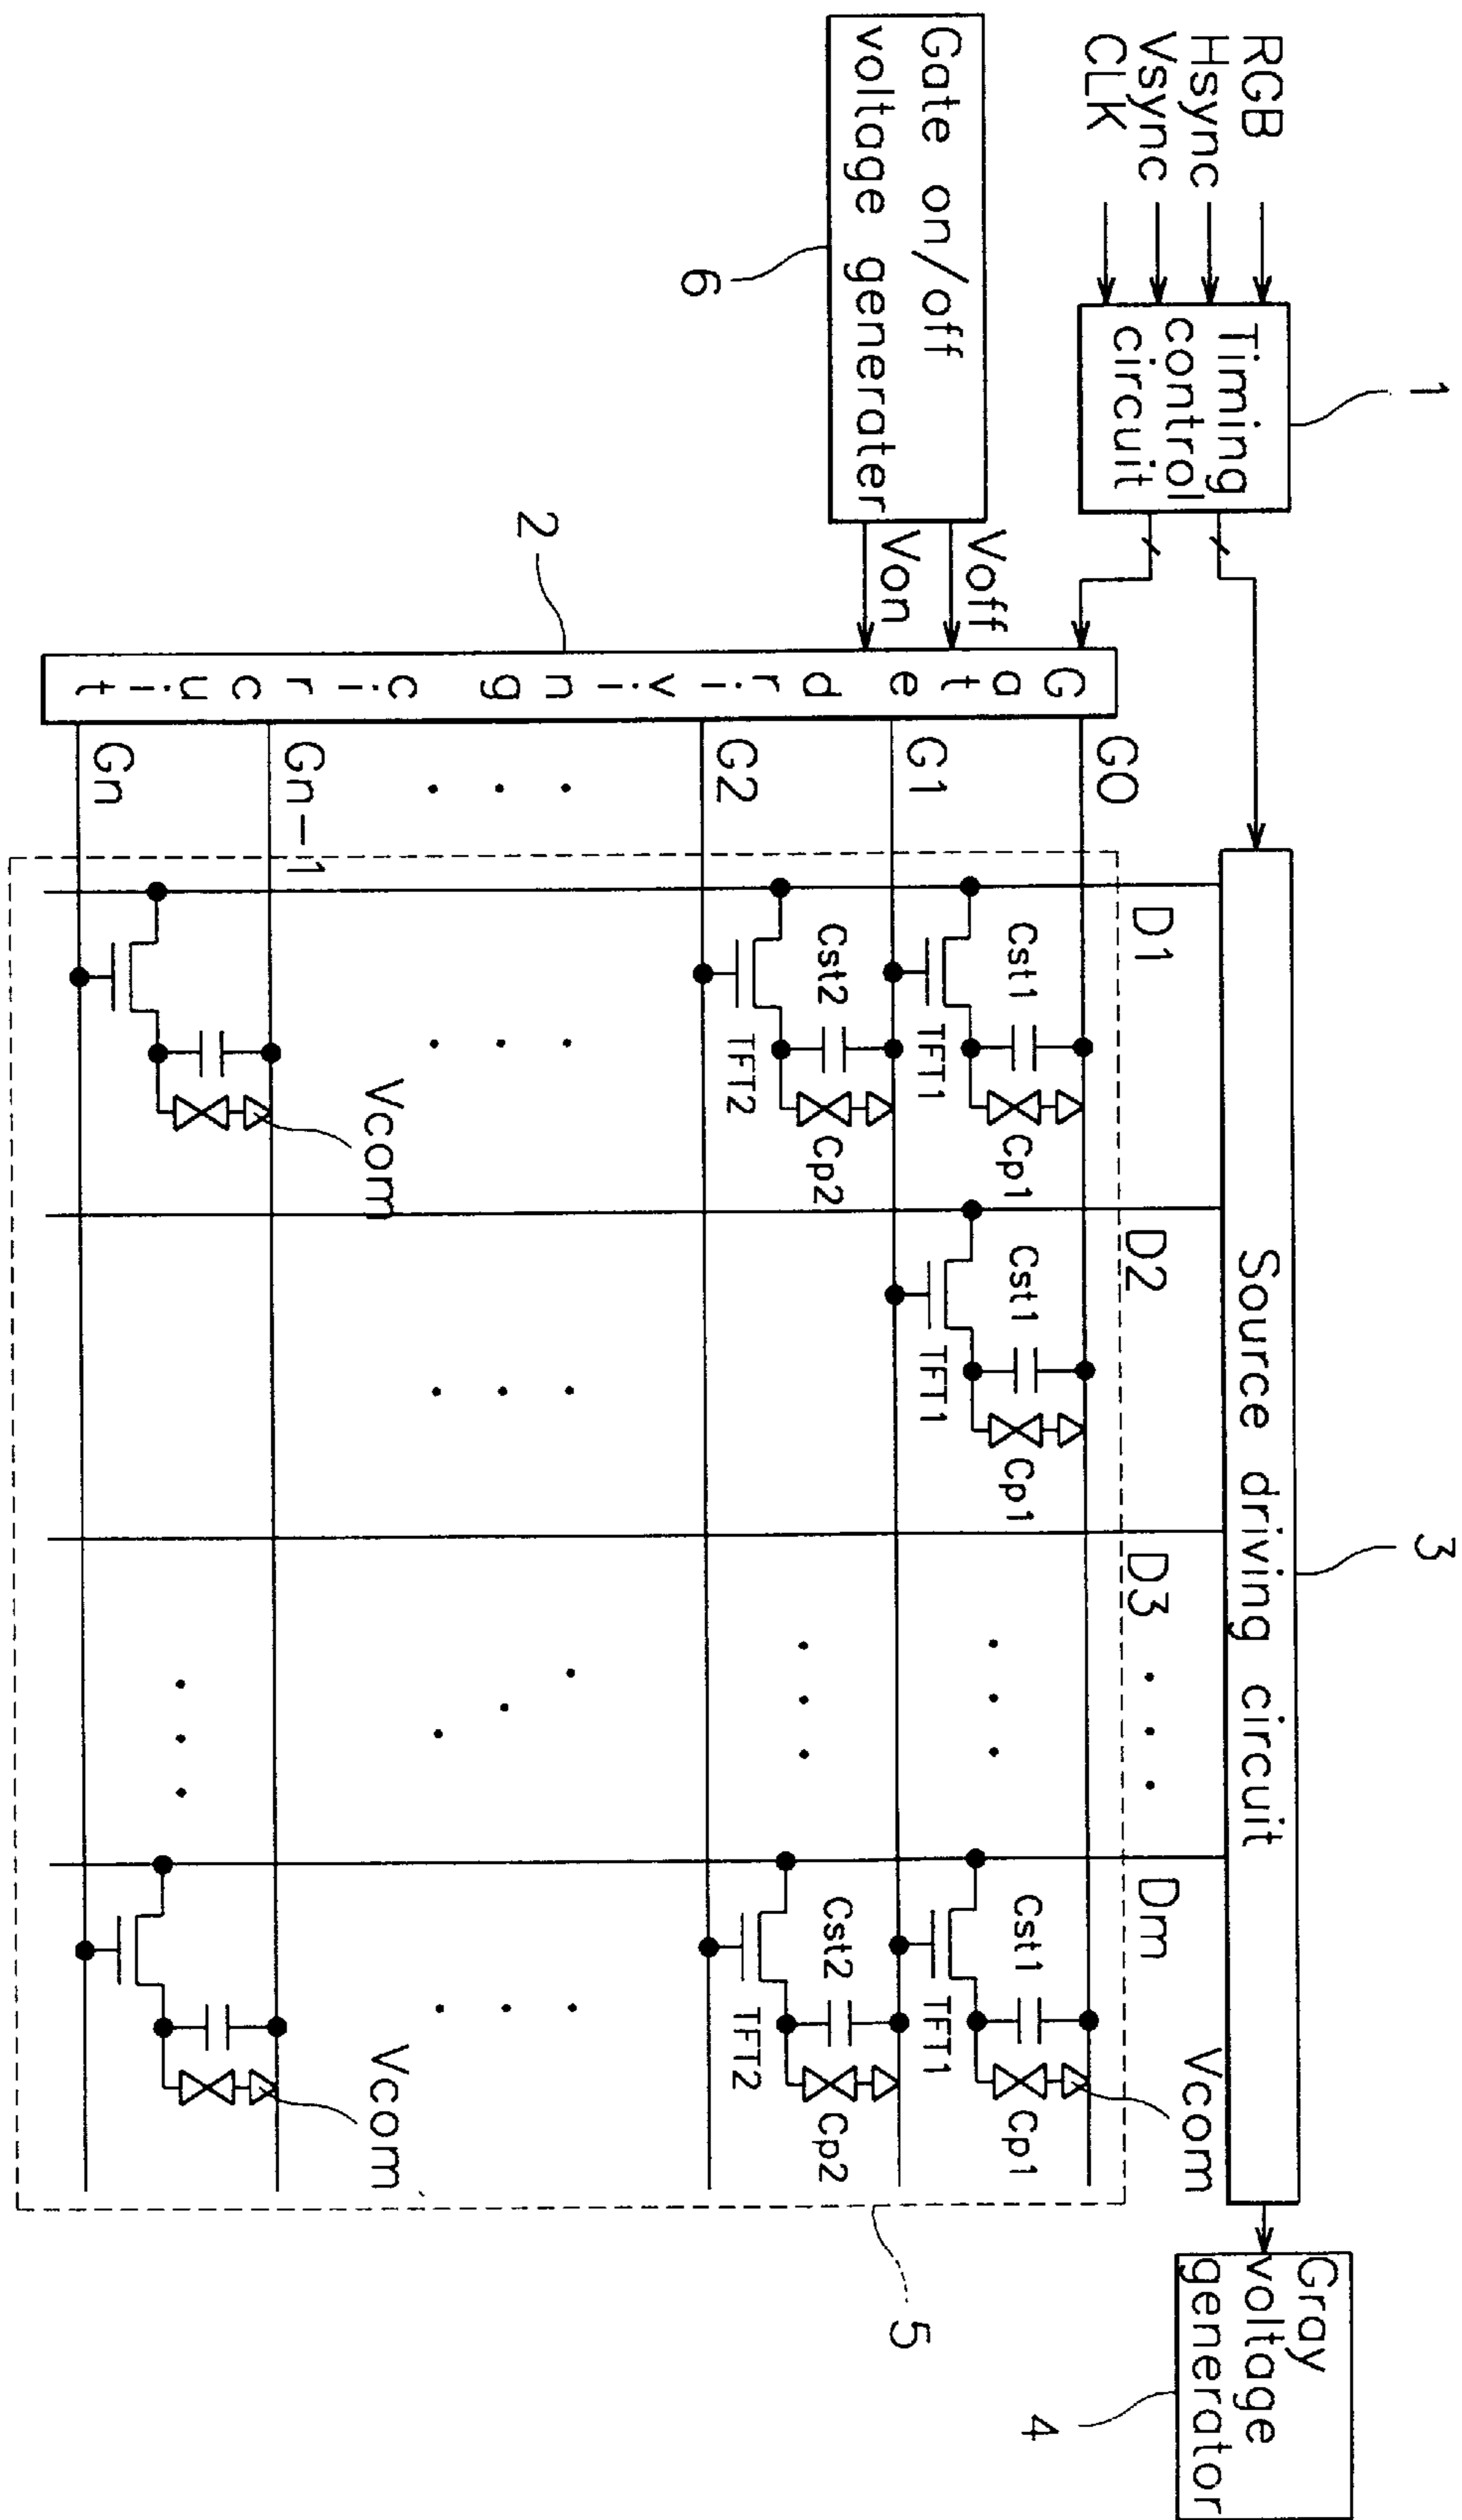 1
RGB
Hsync
Vsync
CLK
Timing
control
circuit
3
Source driving circuit
Gray
voltage
generator
4
Gate on/off
voltage generater
6
Voff
Von
2
Gate driving circuit
G0
G1
G2
Gn-1
Gn
D1
D2
D3
Dm
Vcom
Cst1
TFT1
Cp1
Cst1
TFT1
Cp1
Cst1
TFT1
Cp1
Cst2
TFT2
Cp2
Cst2
TFT2
Cp2
5
Vcom
Vcom